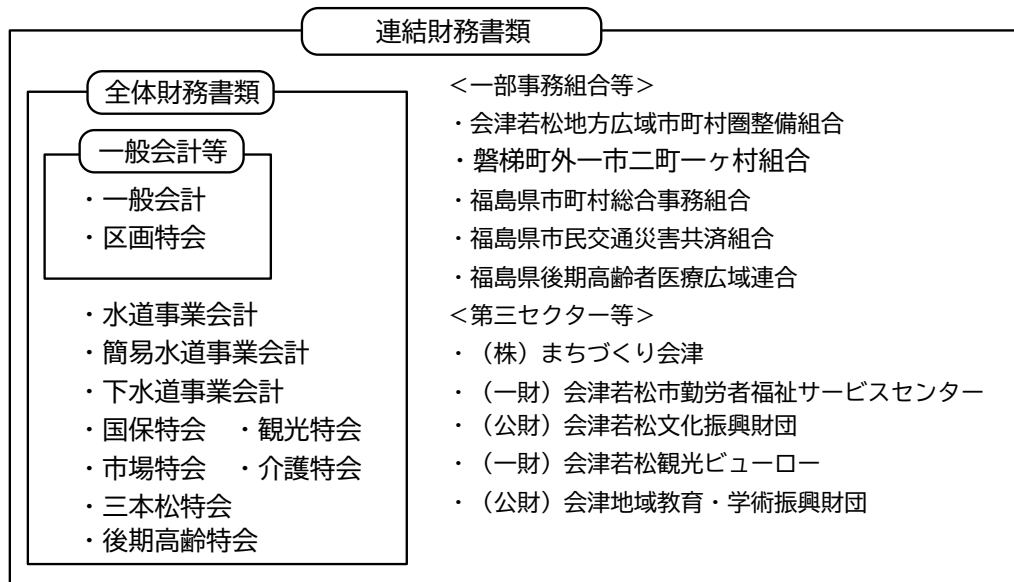 連結財務書類
全体財務書類
一般会計等
・一般会計
・区画特会
・水道事業会計
・簡易水道事業会計
・下水道事業会計
・国保特会　・観光特会
・市場特会　・介護特会
・三本松特会
・後期高齢特会
＜一部事務組合等＞
・会津若松地方広域市町村圏整備組合
・磐梯町外一市二町一ヶ村組合
・福島県市町村総合事務組合
・福島県市民交通災害共済組合
・福島県後期高齢者医療広域連合
＜第三セクター等＞
・（株）まちづくり会津
・（一財）会津若松市勤労者福祉サービスセンター
・（公財）会津若松文化振興財団
・（一財）会津若松観光ビューロー
・（公財）会津地域教育・学術振興財団